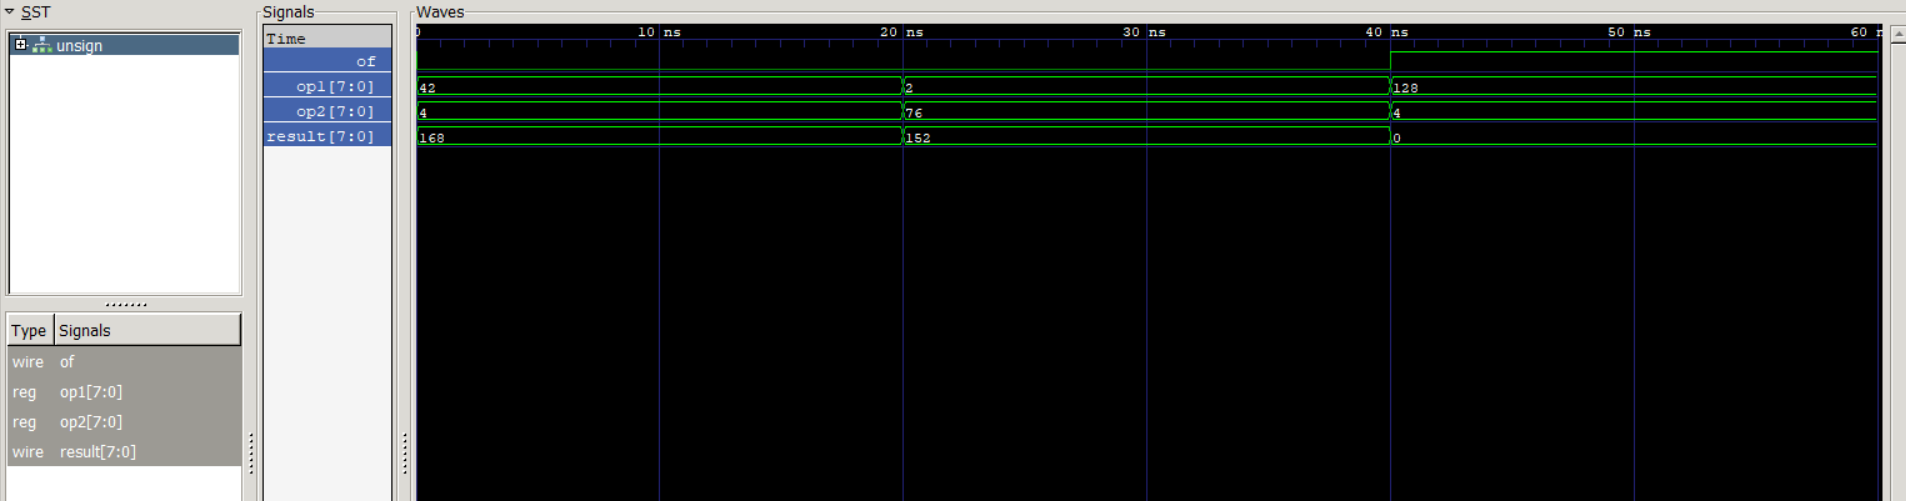 SST
unsign
Type Signals
wire of
reg op1[7:0]
reg op2[7:0]
wire result[7:0]
Signals
Time
of
op1[7:0]
op2[7:0]
result[7:0]
Waves
0 10 ns 20 ns 30 ns 40 ns 50 ns 60 n
42 2 128
4 76 4
168 152 0